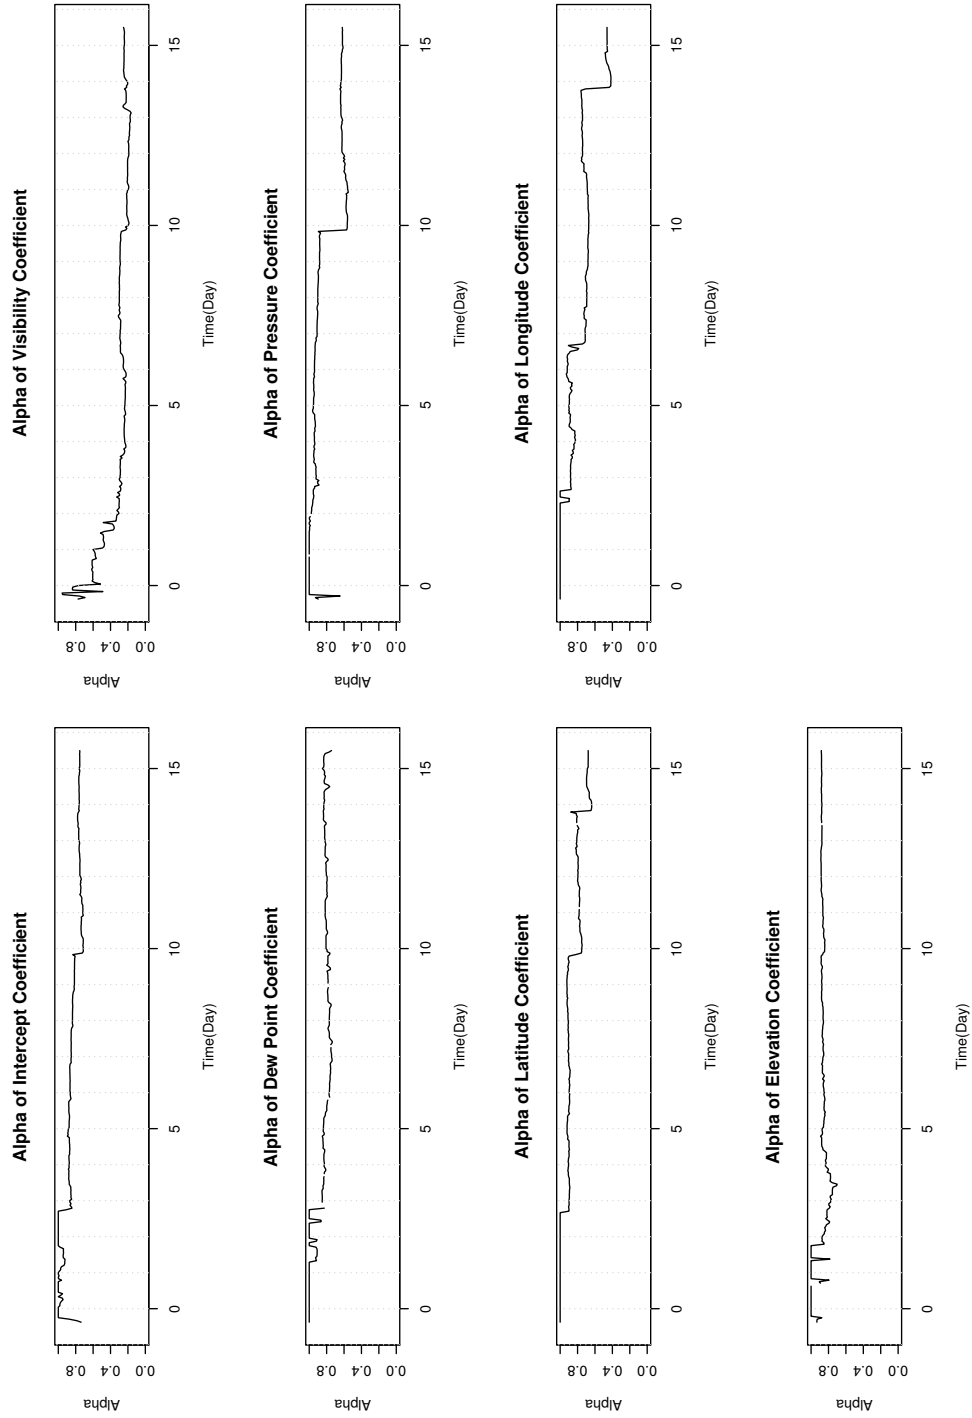 Alpha of Intercept Coefficient
Alpha
0.0 0.4 0.8
0 5 10 15
Time(Day)
Alpha of Visibility Coefficient
Alpha
0.0 0.4 0.8
0 5 10 15
Time(Day)
Alpha of Dew Point Coefficient
Alpha
0.0 0.4 0.8
0 5 10 15
Time(Day)
Alpha of Pressure Coefficient
Alpha
0.0 0.4 0.8
0 5 10 15
Time(Day)
Alpha of Latitude Coefficient
Alpha
0.0 0.4 0.8
0 5 10 15
Time(Day)
Alpha of Longitude Coefficient
Alpha
0.0 0.4 0.8
0 5 10 15
Time(Day)
Alpha of Elevation Coefficient
Alpha
0.0 0.4 0.8
0 5 10 15
Time(Day)